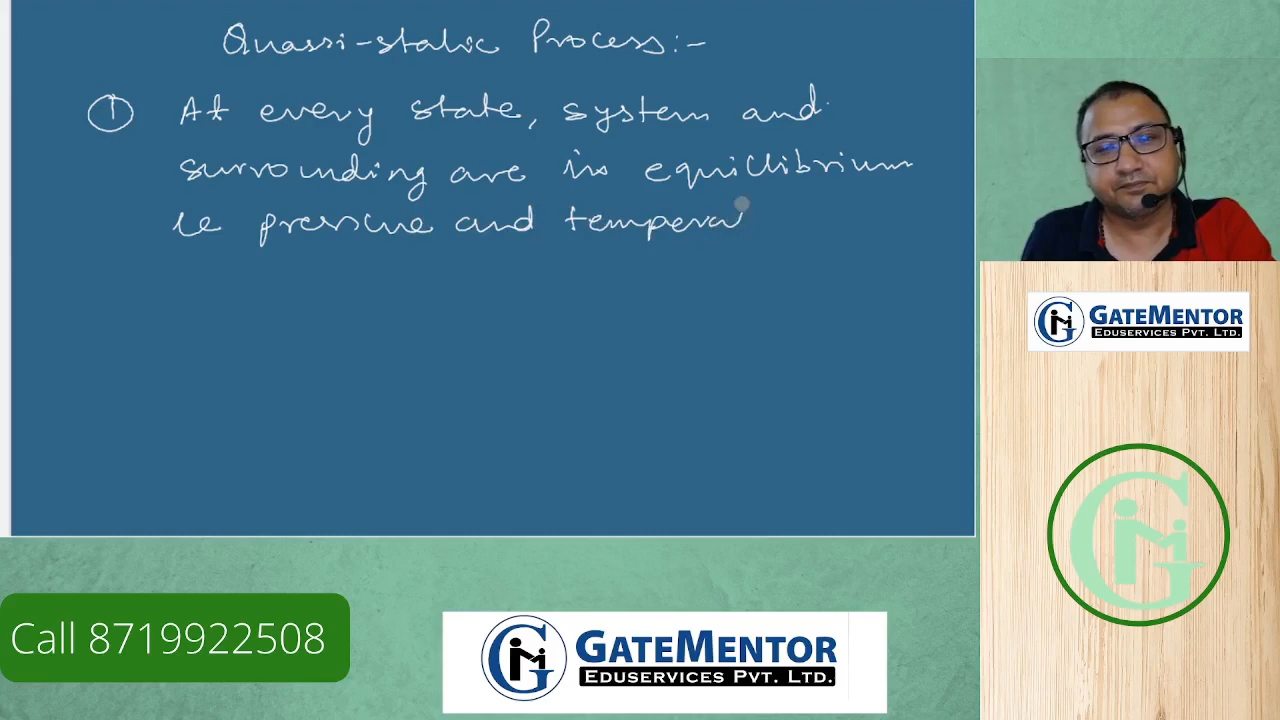 Quassi-static Process:-
① At every state, system and
surrounding are in equillibrium
ie pressure and tempera
GATEMENTOR
EDUSERVICES PVT. LTD.
Call 8719922508
GATEMENTOR
EDUSERVICES PVT. LTD.